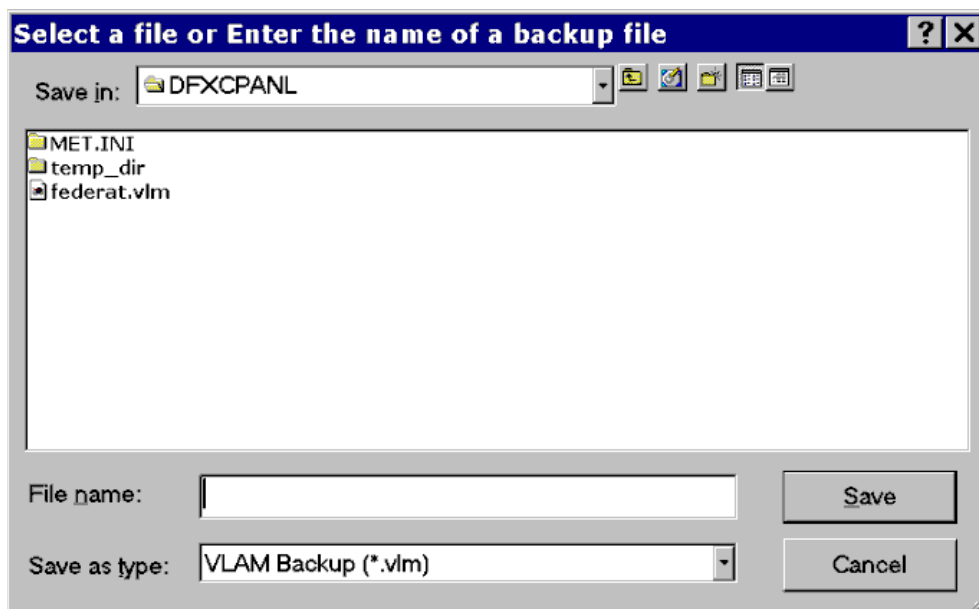 Select a file or Enter the name of a backup file ? X
Save in: DFXCPANL
MET.INI
temp_dir
federat.vlm
File name: Save
Save as type: VLAM Backup (*.vlm) Cancel